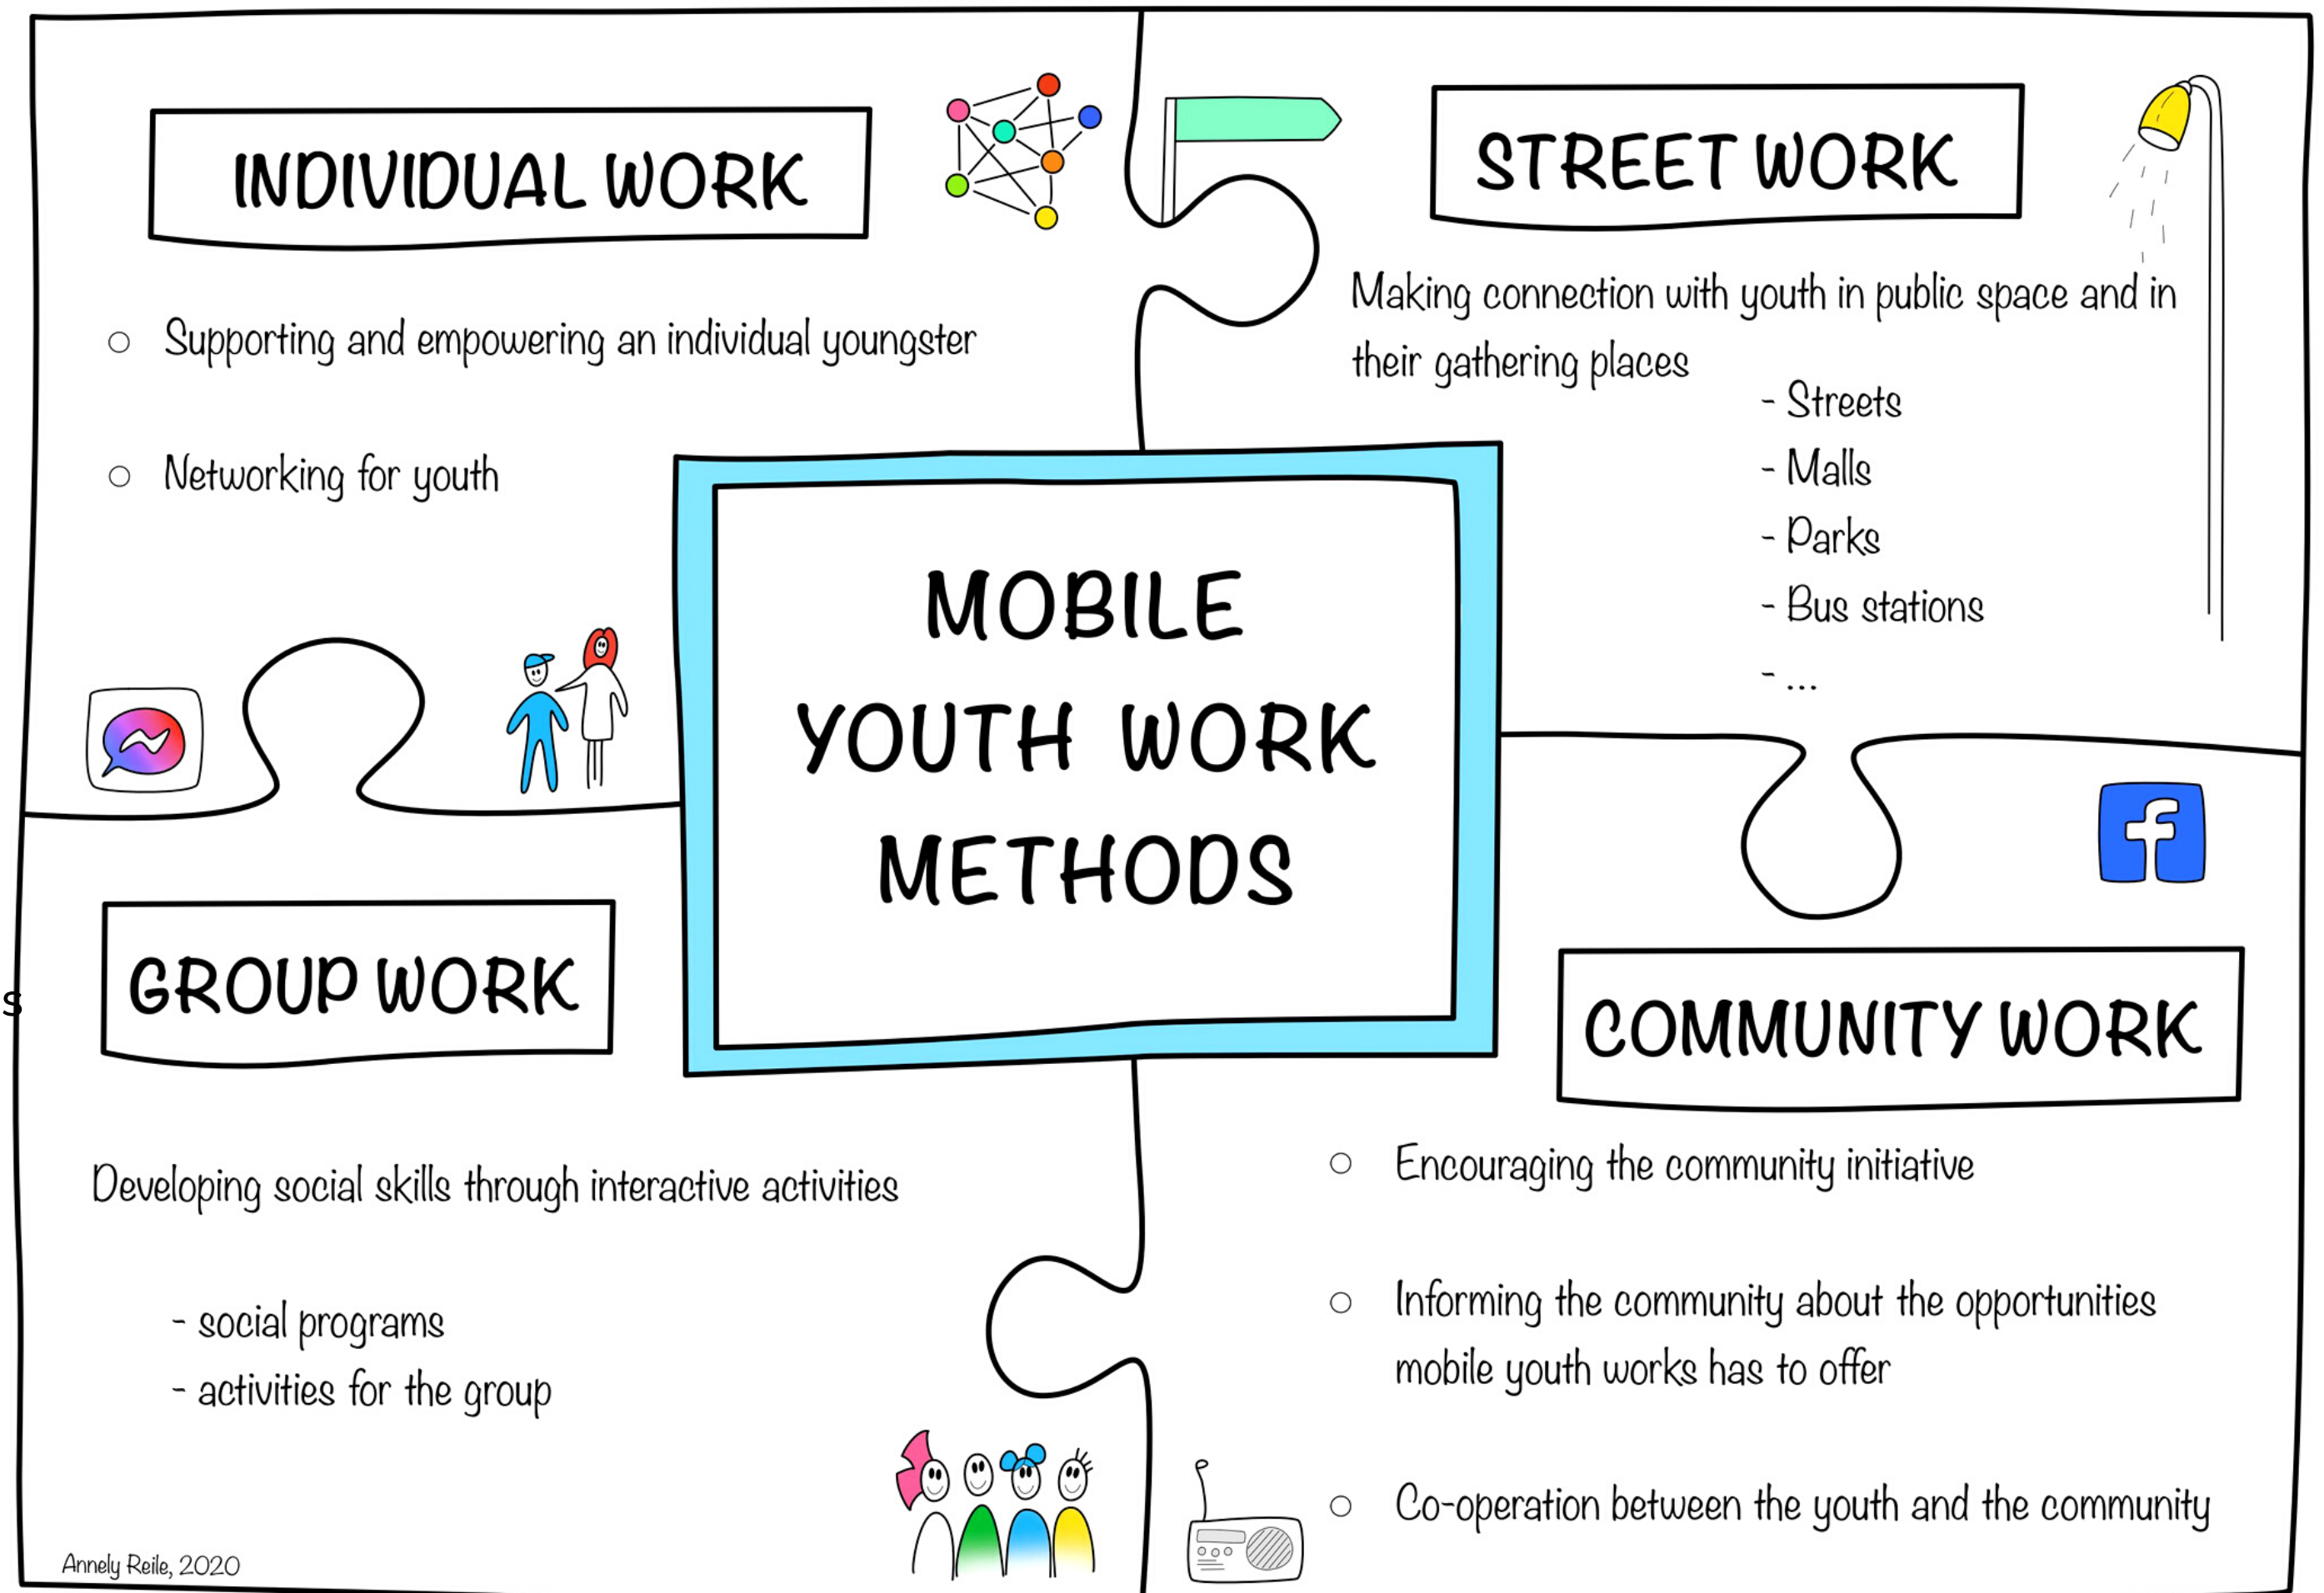 INDIVIDUAL WORK
○ Supporting and empowering an individual youngster
○ Networking for youth
STREET WORK
Making connection with youth in public space and in
their gathering places
- Streets
- Malls
- Parks
- Bus stations
- ...
MOBILE
YOUTH WORK
METHODS
GROUP WORK
s
Developing social skills through interactive activities
- social programs
- activities for the group
COMMUNITY WORK
○ Encouraging the community initiative
○ Informing the community about the opportunities
mobile youth works has to offer
○ Co-operation between the youth and the community
Annely Reile, 2020